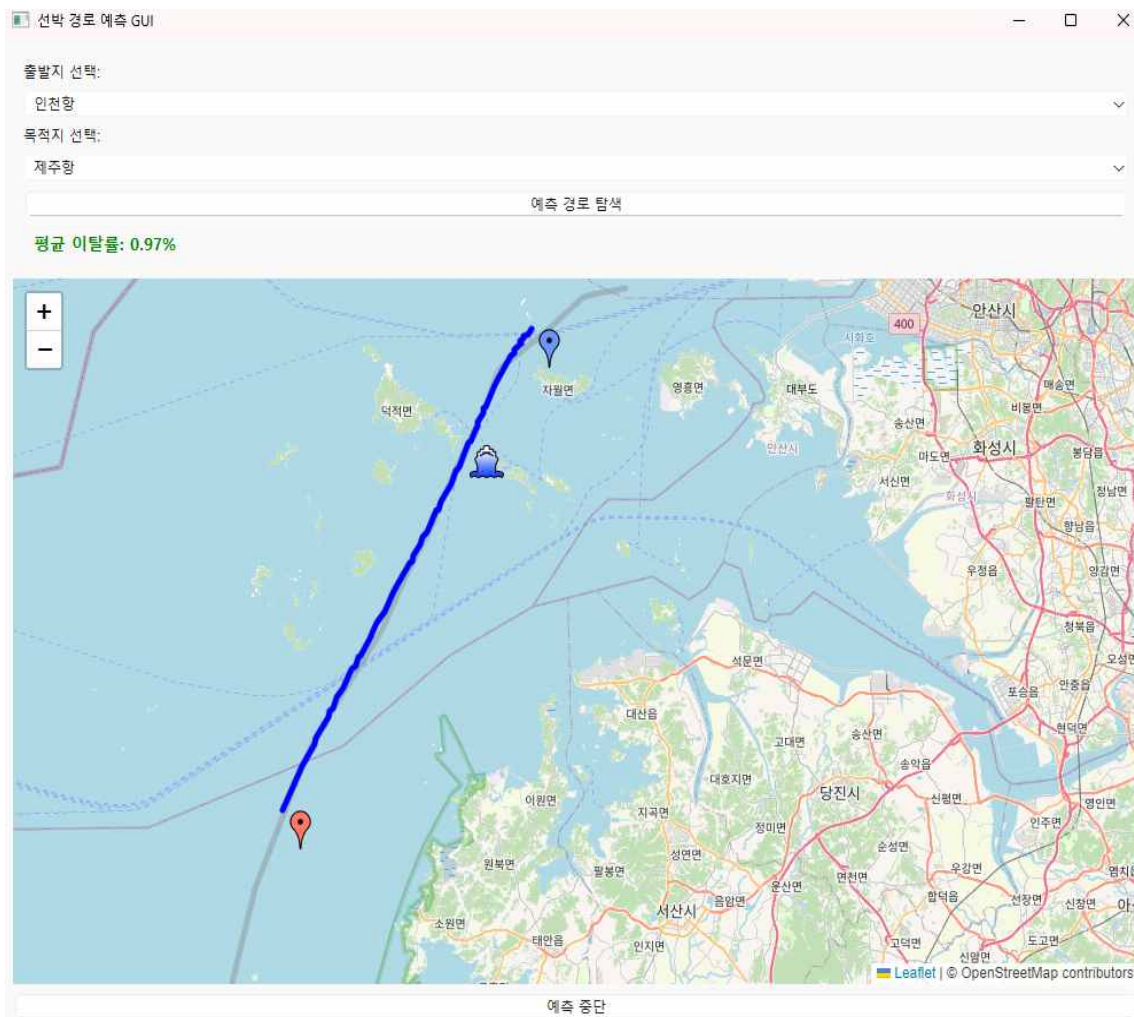 선박 경로 예측 GUI
출발지 선택:
인천항
목적지 선택:
제주항
예측 경로 탐색
평균 이탈률: 0.97%
+
−
안산시
400
시화호
자월면
영흥면
대부도
매송면
덕적면
비봉면
송산면
안산시
화성시
봉담읍
마도면
서신면
화성시
정남면
팔탄면
향남읍
우정읍
양감면
청북읍
석문면
포승읍
안중읍
대산읍
현덕면
고대면
송산면
송악읍
대호지면
당진시
이원면
신평면
지곡면
영인면
정미면
인주면
순성면
원북면
성연면
우강면
팔봉면
운산면
면천면
합덕읍
음암면
선장면
신창면
서산시
소원면
태안읍
인지면
고덕면
도고면
신암면
Leaflet | © OpenStreetMap contributors
예측 중단